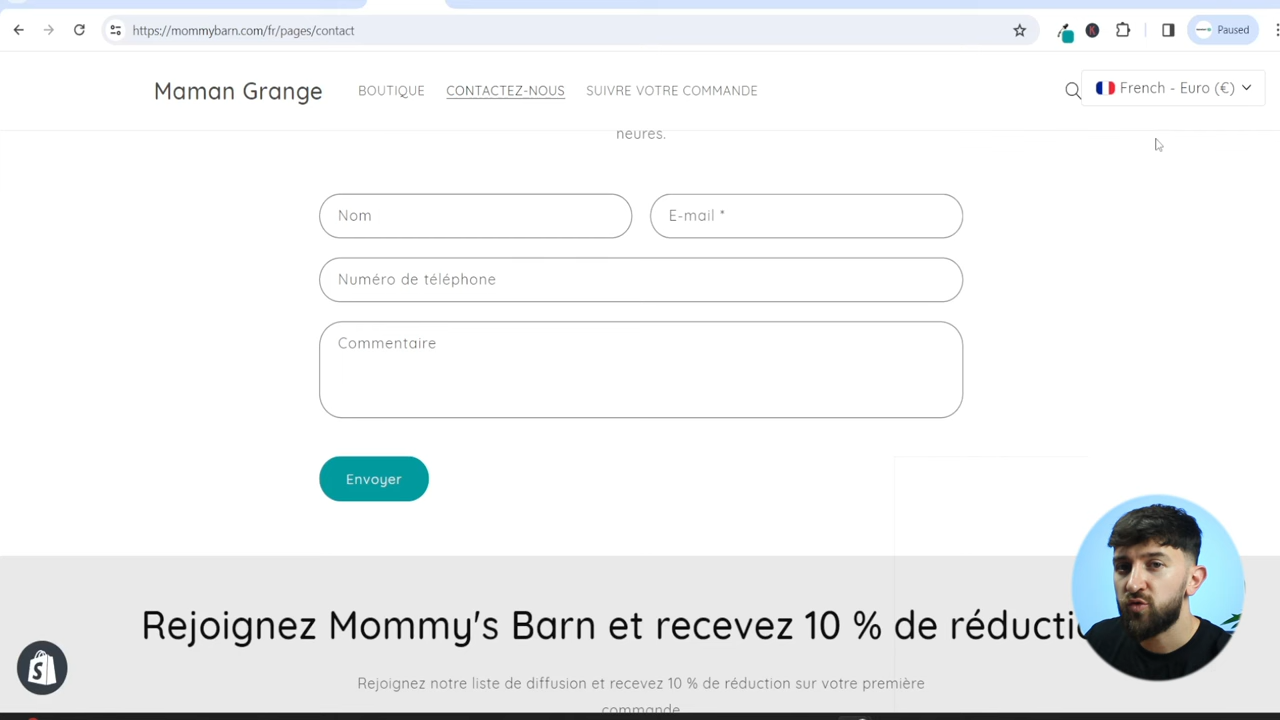 https://mommybarn.com/fr/pages/contact
Paused
Maman Grange
BOUTIQUE
CONTACTEZ-NOUS
SUIVRE VOTRE COMMANDE
French - Euro (€)
heures.
Nom
E-mail *
Numéro de téléphone
Commentaire
Envoyer
Rejoignez Mommy's Barn et recevez 10 % de
Rejoignez notre liste de diffusion et recevez 10 % de réduction sur votre première
commande